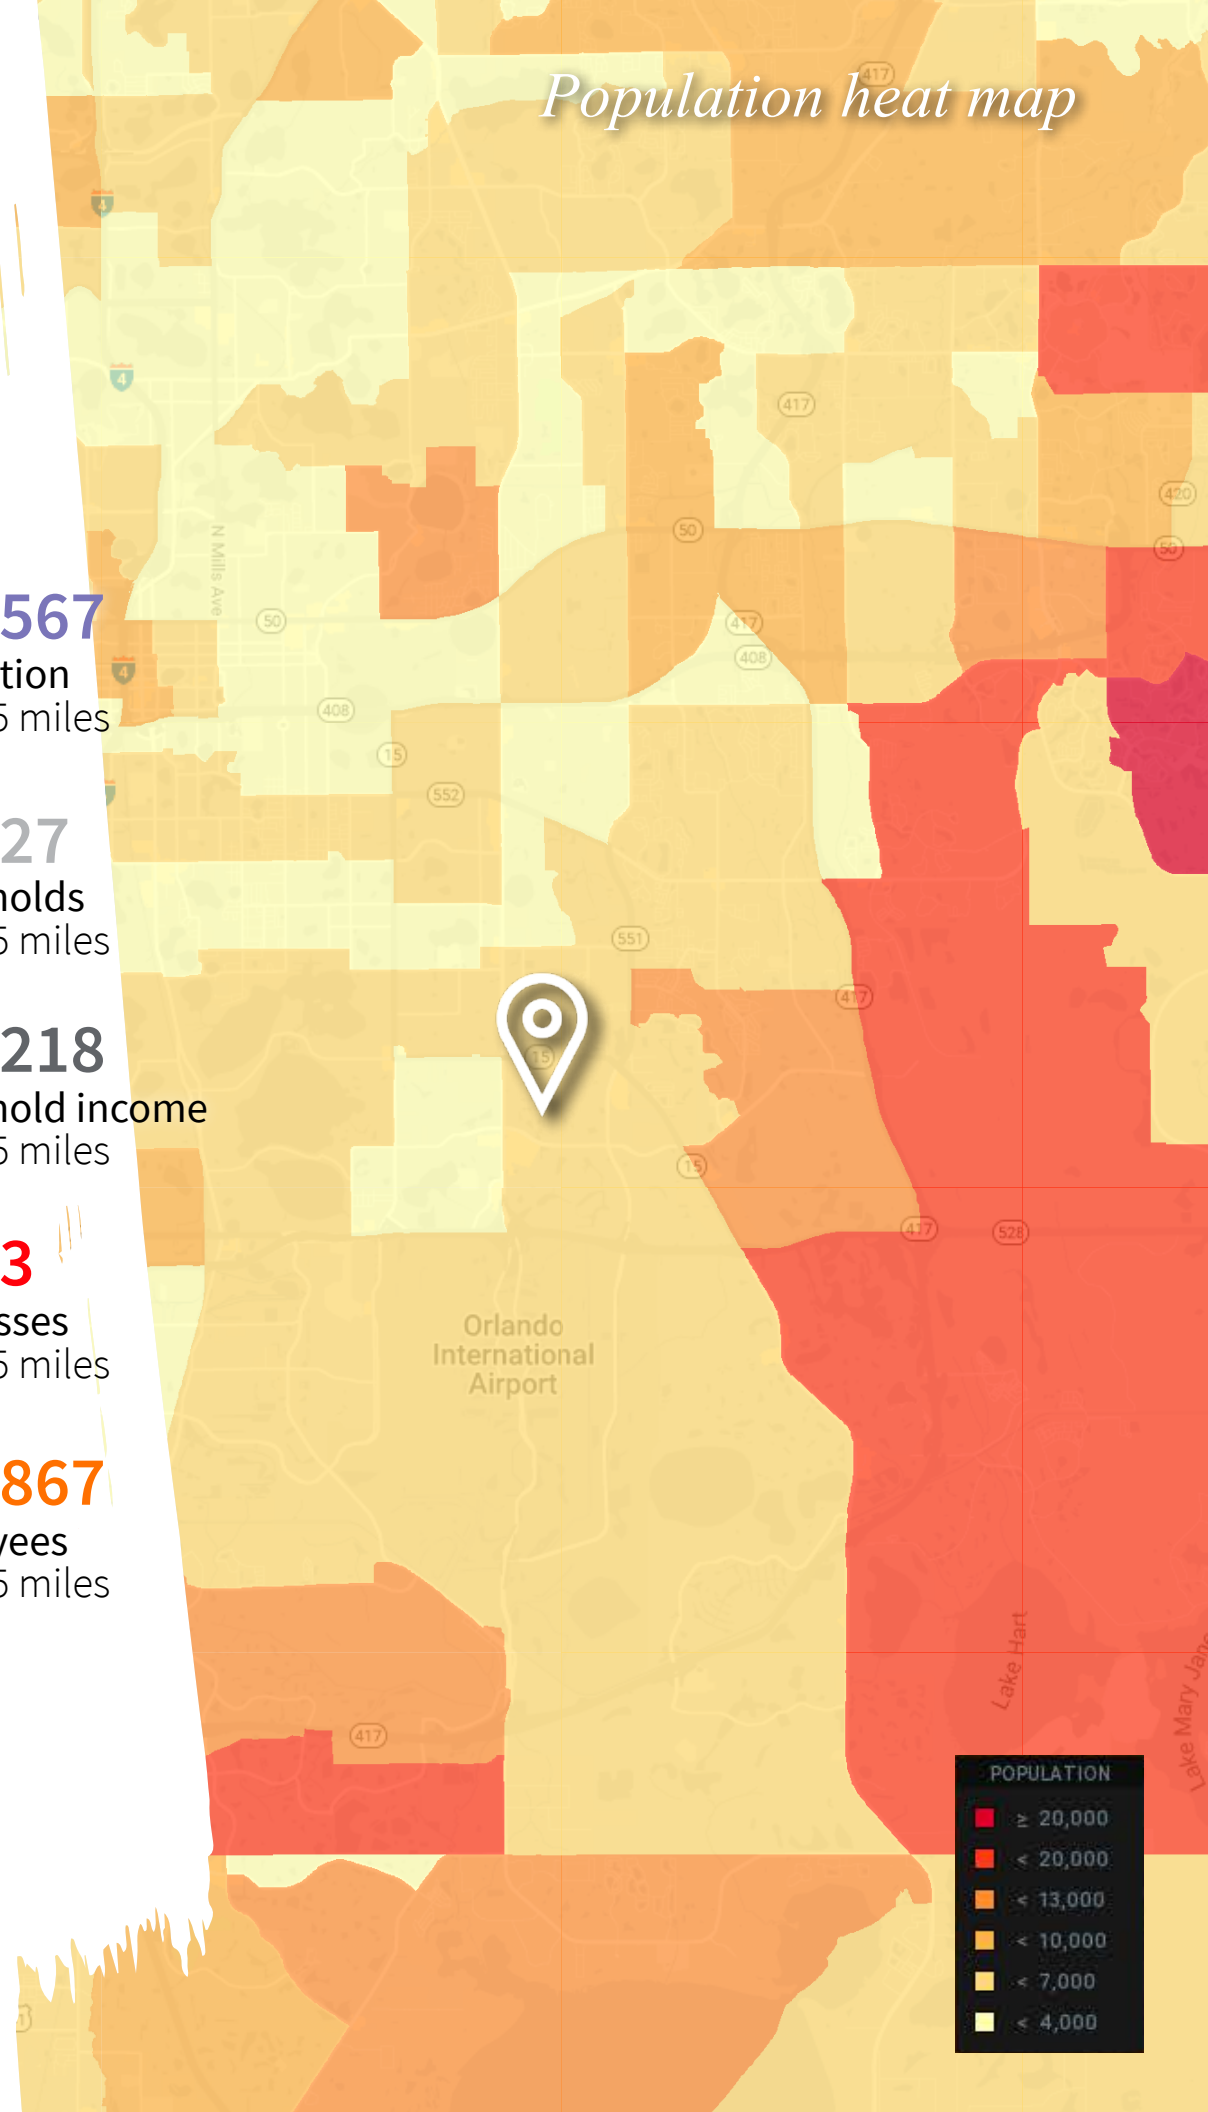 Population heat map
417
4
4
417
420
50
50
N Mills Ave
567
tion
5 miles
50
417
408
4
408
15
552
27
holds
5 miles
551
417
15
218
hold income
5 miles
15
417
528
3
sses
5 miles
Orlando
International
Airport
867
yees
5 miles
Lake Hart
Lake Mary Jane
417
POPULATION
≥ 20,000
< 20,000
< 13,000
< 10,000
< 7,000
< 4,000